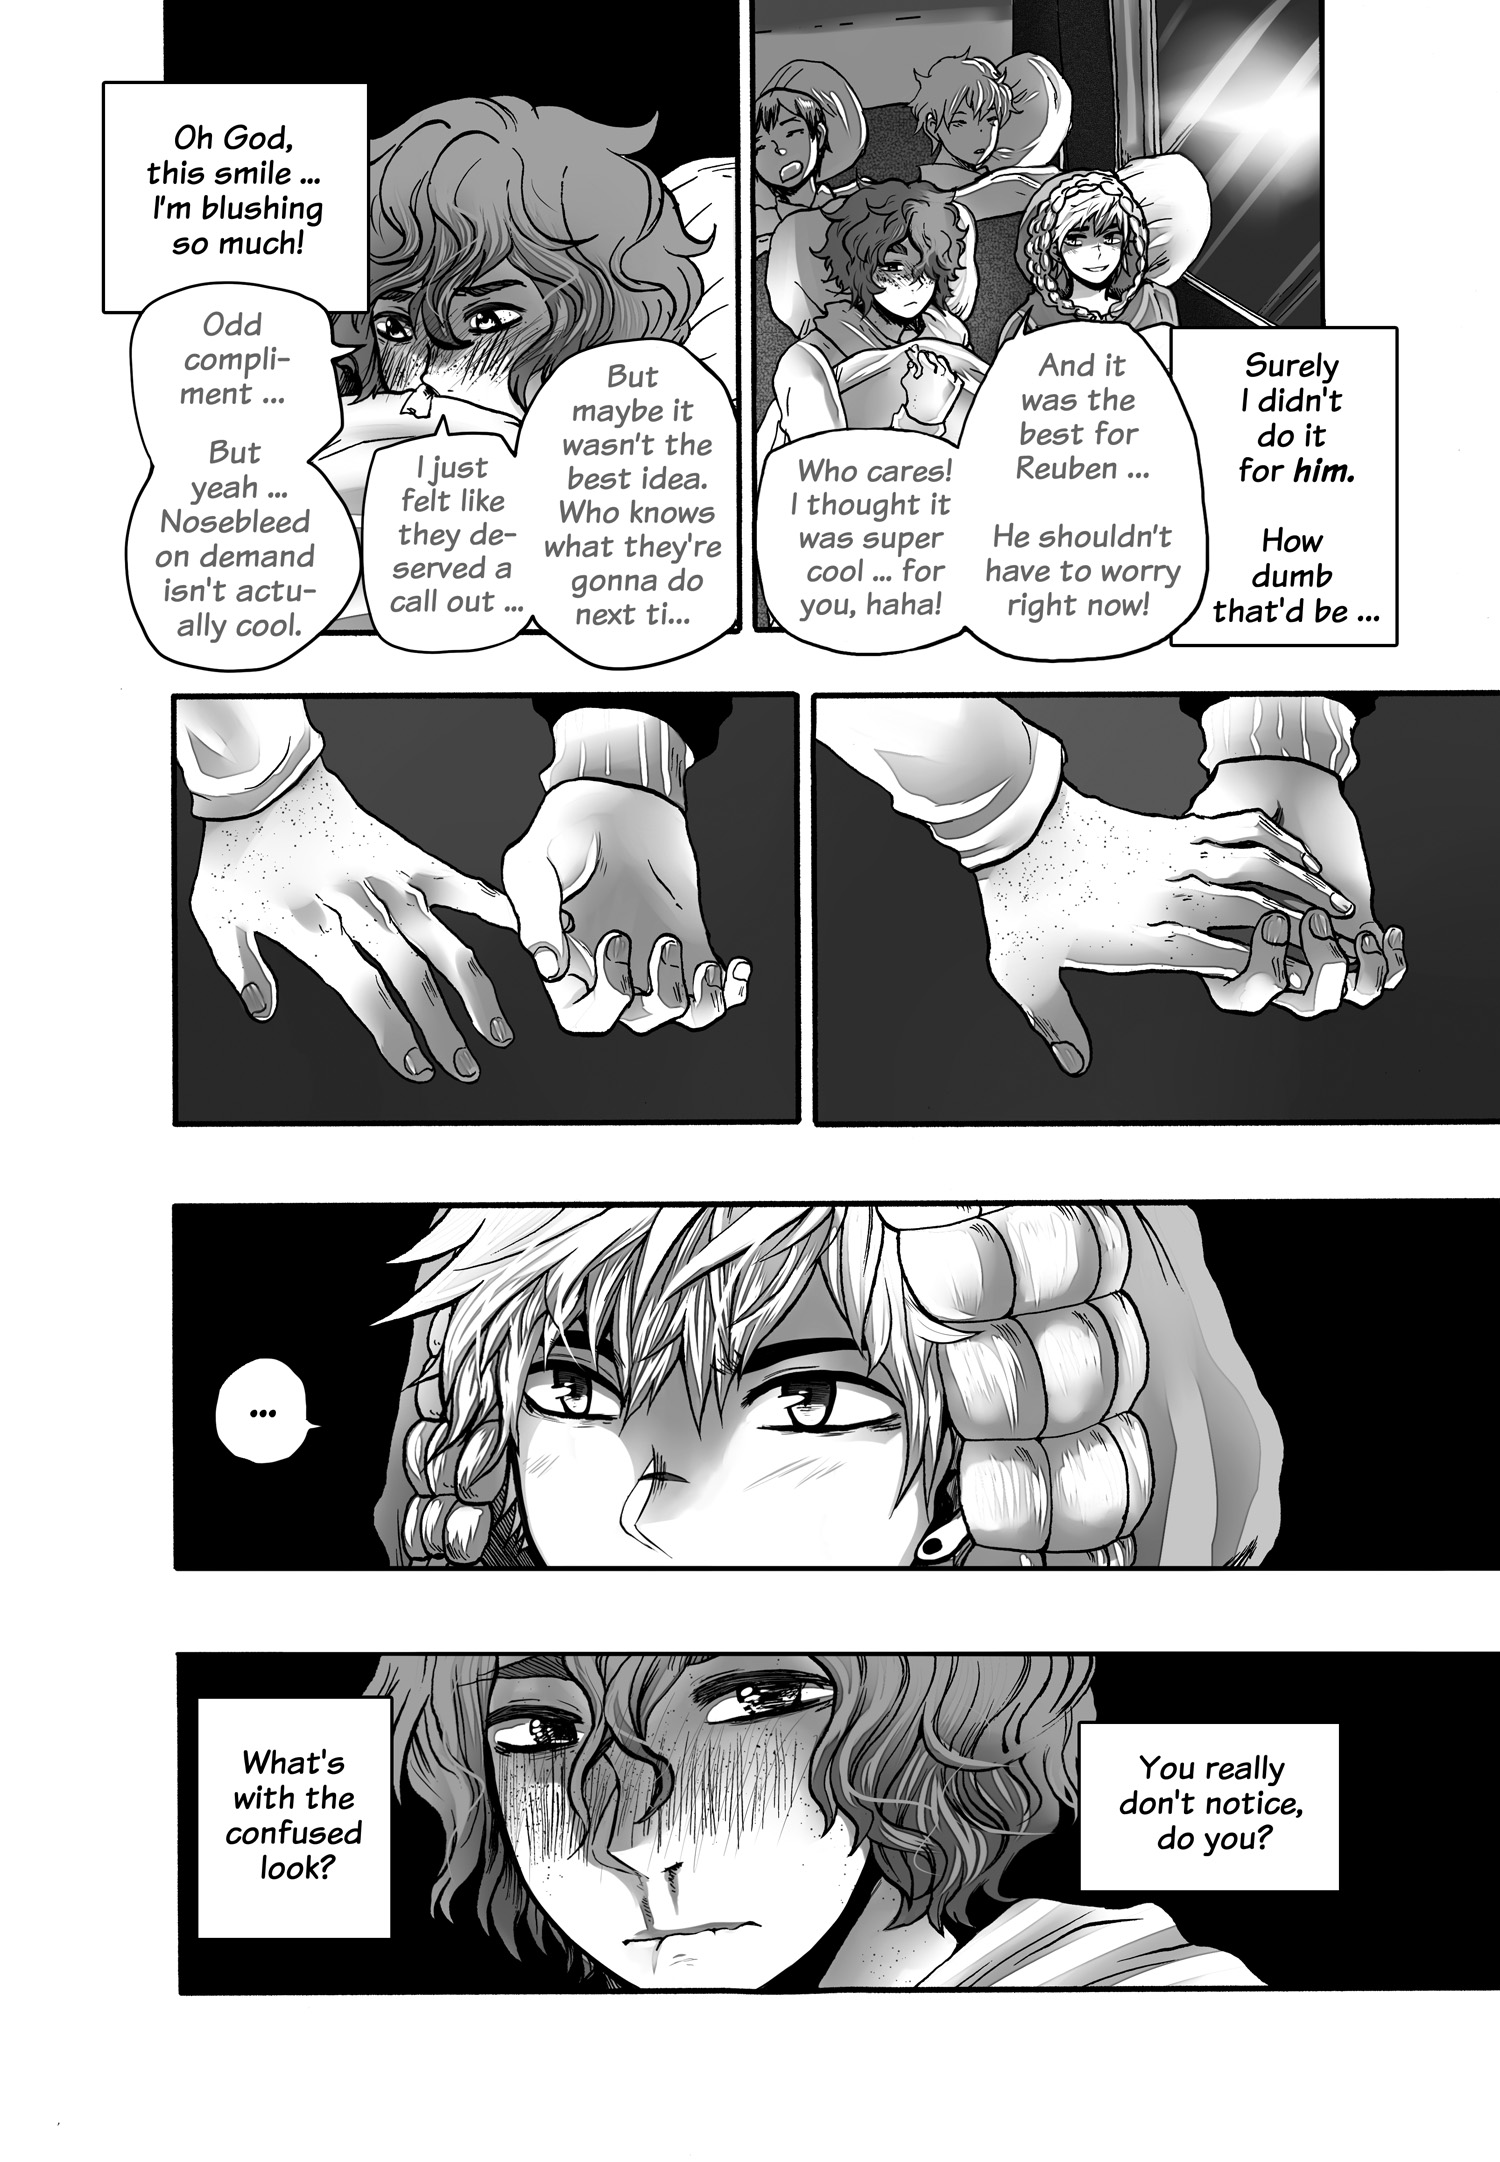 Oh God,
this smile ...
I'm blushing
so much!
Odd
compli-
ment ...
But
yeah ...
Nosebleed
on demand
isn't actu-
ally cool.
I just
felt like
they de-
served a
call out ...
But
maybe it
wasn't the
best idea.
Who knows
what they're
gonna do
next ti...
Who cares!
I thought it
was super
cool ... for
you, haha!
And it
was the
best for
Reuben ...
He shouldn't
have to worry
right now!
Surely
I didn't
do it
for him.
How
dumb
that'd be ...
...
What's
with the
confused
look?
You really
don't notice,
do you?